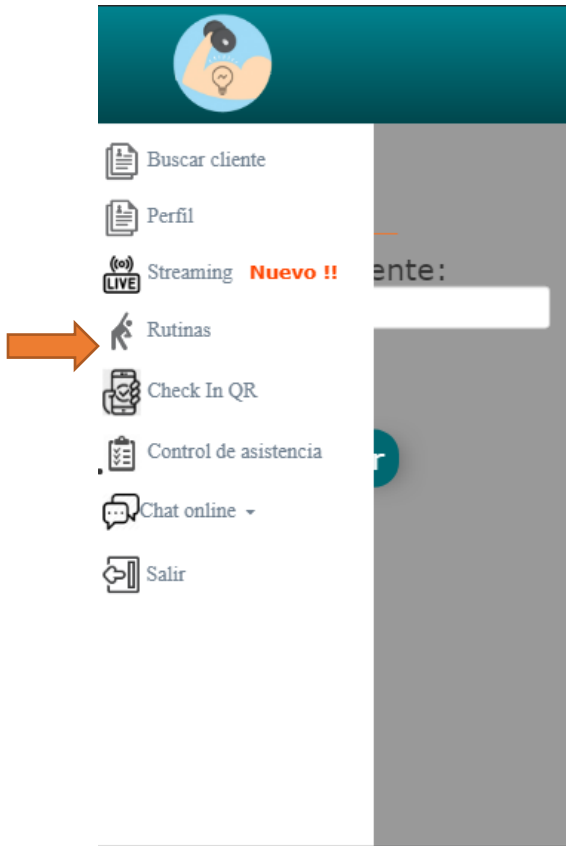 Buscar cliente
Perfil
((o))
LIVE
Streaming Nuevo !!
ente:
Rutinas
Check In QR
Control de asistencia
r
Chat online
Salir